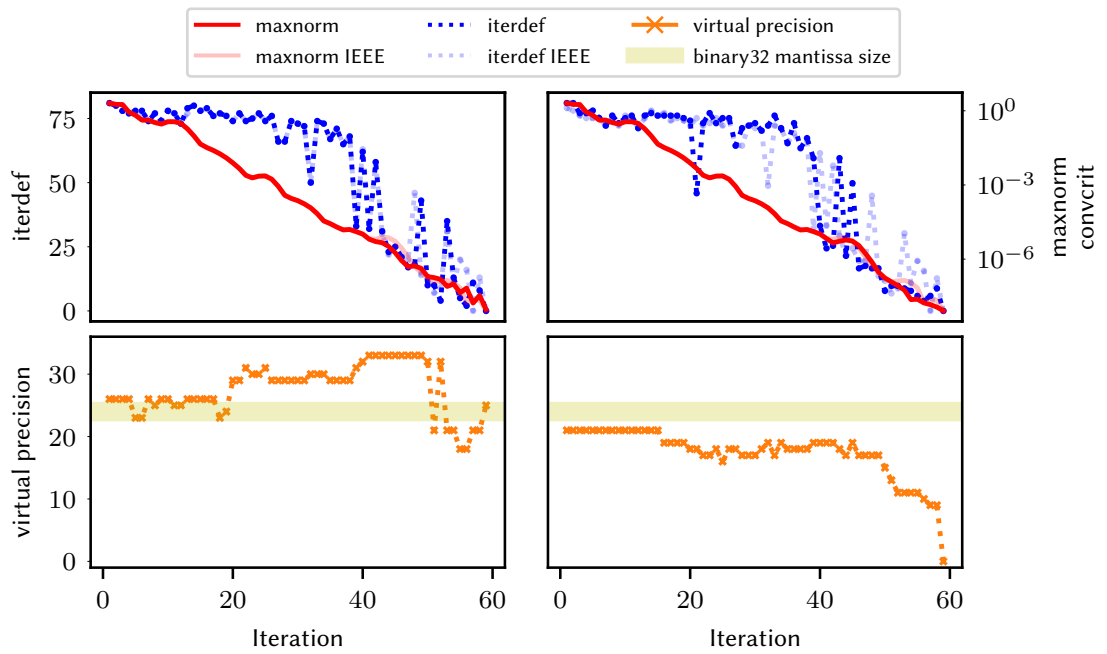 maxnorm
iterdef
virtual precision
maxnorm IEEE
iterdef IEEE
binary32 mantissa size
iterdef
75
50
25
0
10^0
10^−3
10^−6
maxnorm
convcrit
virtual precision
30
20
10
0
0 20 40 60
0 20 40 60
Iteration
Iteration